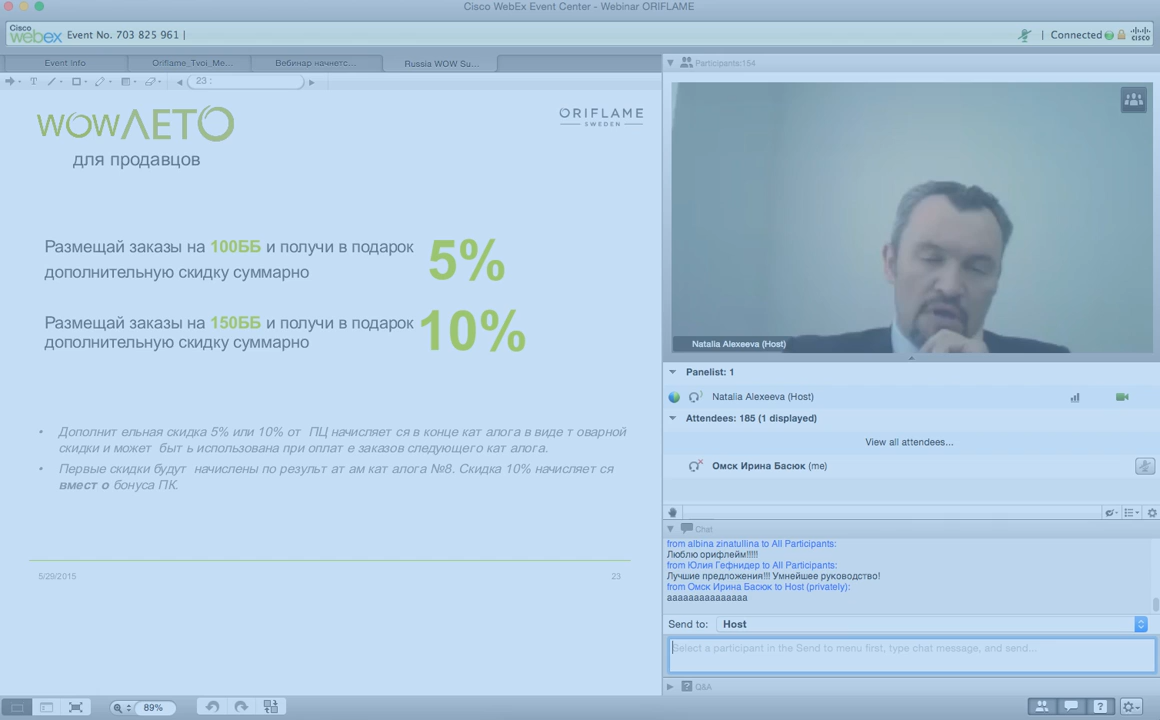 Cisco WebEx Event Center - Webinar ORIFLAME
Cisco
webex Event No. 703 825 961 |
| Connected
CISCO
Event Info
Oriflame_Tvoi_Me...
Вебинар начнетс...
Russia WOW Su...
Participants:154
23 :
WOWЛЕТО
для продавцов
ORIFLAME
SWEDEN
Размещай заказы на 100ББ и получи в подарок
дополнительную скидку суммарно
5%
Размещай заказы на 150ББ и получи в подарок
дополнительную скидку суммарно
10%
• Дополнит ельная скидка 5% или 10% от ПЦ начисляет ся в конце кат алога в виде т оварной
скидки и может быт ь использована при оплат е заказов следующего кат алога.
• Первые скидки будут начислены по результ ат ам кат алога №8. Скидка 10% начисляет ся
вмест о бонуса ПК.
5/29/2015
23
Natalia Alexeeva (Host)
Panelist: 1
Natalia Alexeeva (Host)
Attendees: 185 (1 displayed)
View all attendees...
Омск Ирина Басюк (me)
Chat
from albina zinatullina to All Participants:
Люблю орифлейм!!!!!
from Юлия Гефнидер to All Participants:
Лучшие предложения!!! Умнейшее руководство!
from Омск Ирина Басюк to Host (privately):
ааааааааааааааа
Send to: Host
Select a participant in the Send to menu first, type chat message, and send...
Q&A
89%